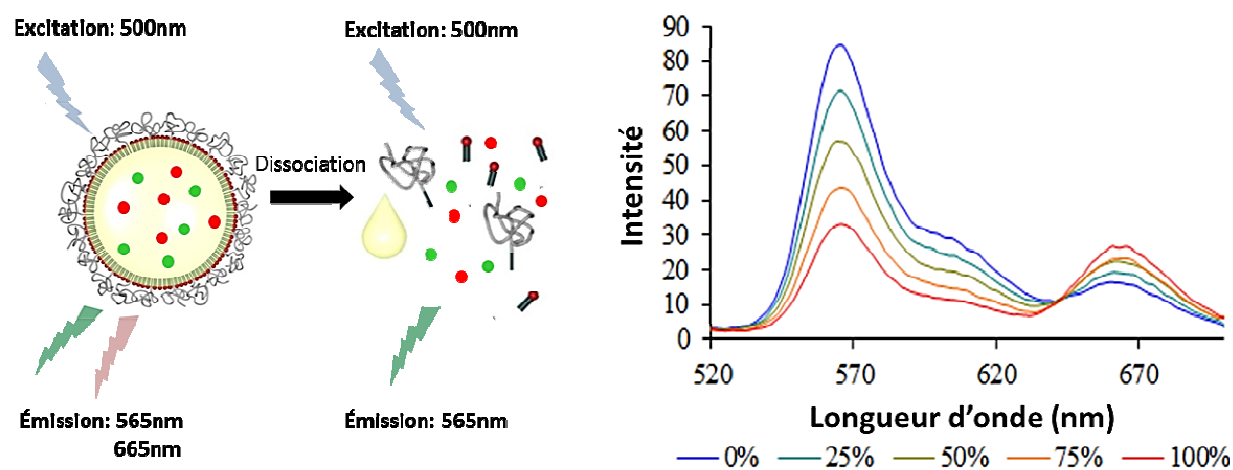 Excitation: 500nm
Excitation: 500nm
Dissociation
Émission: 565nm
665nm
Émission: 565nm
Intensité
90
80
70
60
50
40
30
20
10
0
520 570 620 670
Longueur d’onde (nm)
0% 25% 50% 75% 100%